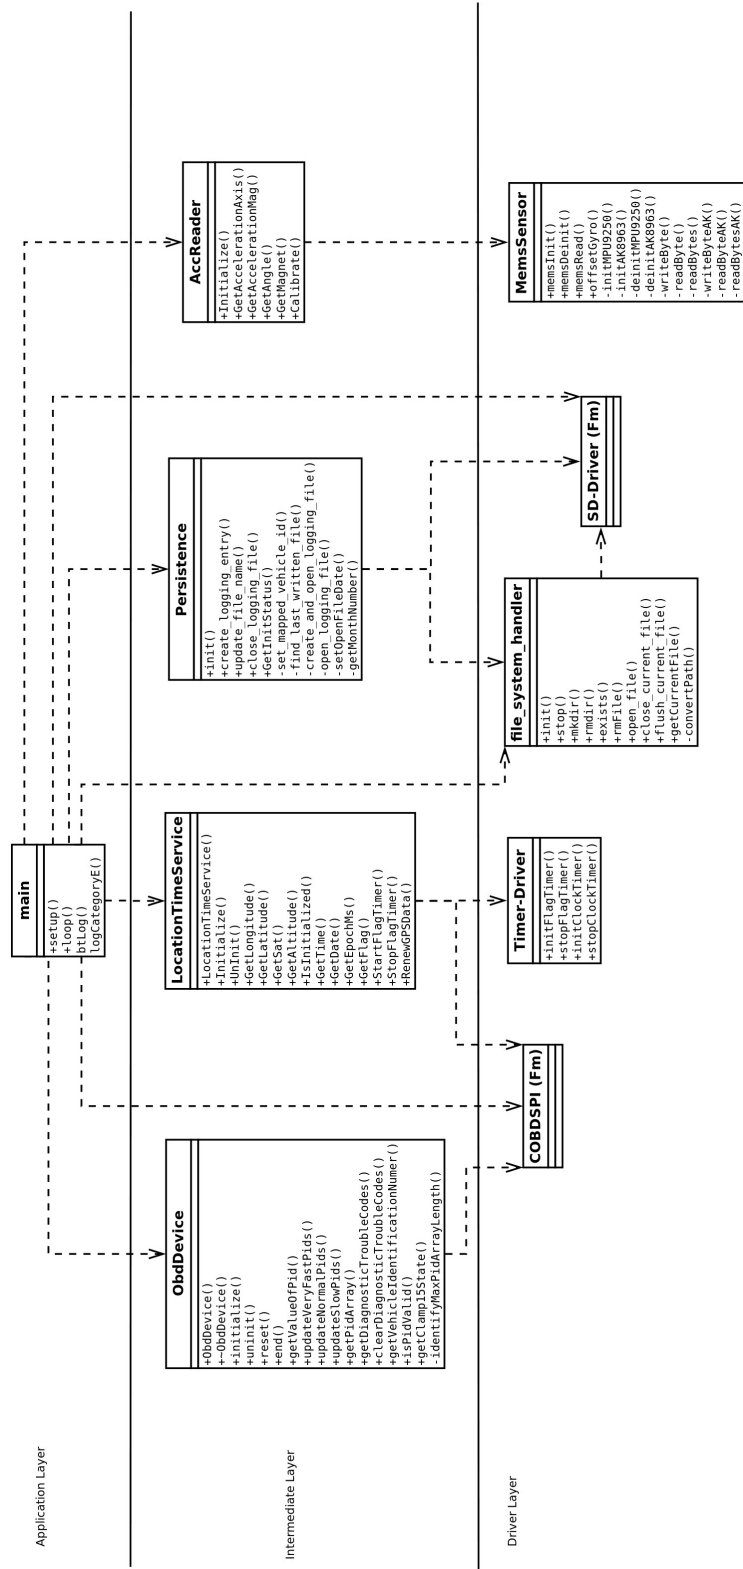 Application Layer
main
+setup()
+loop()
btLog()
logCategoryE()
Intermediate Layer
ObdDevice
+ObdDevice()
+~ObdDevice()
+initialize()
+uninit()
+reset()
+end()
+getValueOfPid()
+updateVeryFastPids()
+updateNormalPids()
+updateSlowPids()
+getPidArray()
+getDiagnosticTroubleCodes()
+clearDiagnosticTroubleCodes()
+getVehicleIdentificationNumer()
+isPidValid()
+getClamp15State()
-identifyMaxPidArrayLength()
LocationTimeService
+LocationTimeService()
+Initialize()
+UnInit()
+GetLongitude()
+GetLatitude()
+GetSat()
+GetAltitude()
+IsInitialized()
+GetTime()
+GetDate()
+GetEpochMs()
+GetFlag()
+StartFlagTimer()
+StopFlagTimer()
+RenewGPSData()
Persistence
+init()
+create_logging_entry()
+update_file_name()
+close_logging_file()
+GetInitStatus()
-set_mapped_vehicle_id()
-find_last_written_file()
-create_and_open_logging_file()
-open_logging_file()
-setOpenFileDate()
-getMonthNumber()
AccReader
+Initialize()
+GetAccelerationAxis()
+GetAccelerationMag()
+GetAngle()
+GetMagnet()
+Calibrate()
Driver Layer
COBDSPI (Fm)
Timer-Driver
+initFlagTimer()
+stopFlagTimer()
+initClockTimer()
+stopClockTimer()
file_system_handler
+init()
+stop()
+mkdir()
+rmdir()
+exists()
+rmFile()
+open_file()
+close_current_file()
+flush_current_file()
+getCurrentFile()
-convertPath()
SD-Driver (Fm)
MemsSensor
+memsInit()
+memsDeinit()
+memsRead()
+offsetGyro()
-initMPU9250()
-initAK8963()
-deinitMPU9250()
-deinitAK8963()
-writeByte()
-readByte()
-readBytes()
-writeByteAK()
-readByteAK()
-readBytesAK()